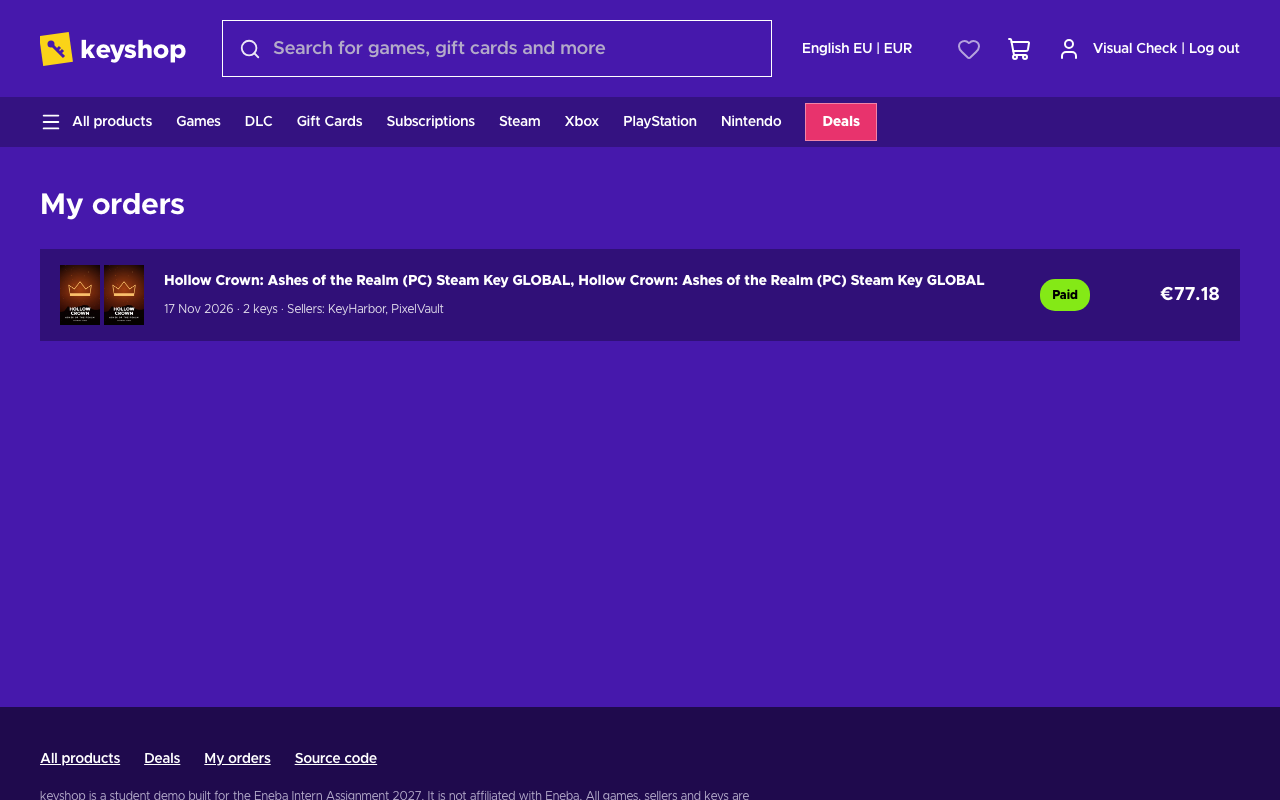 keyshop
Search for games, gift cards and more
English EU | EUR
Visual Check | Log out
All products
Games
DLC
Gift Cards
Subscriptions
Steam
Xbox
PlayStation
Nintendo
Deals
My orders
HOLLOW CROWN
HOLLOW CROWN
Hollow Crown: Ashes of the Realm (PC) Steam Key GLOBAL, Hollow Crown: Ashes of the Realm (PC) Steam Key GLOBAL
17 Nov 2026 · 2 keys · Sellers: KeyHarbor, PixelVault
Paid
€77.18
All products
Deals
My orders
Source code
keyshop is a student demo built for the Eneba Intern Assignment 2027. It is not affiliated with Eneba. All games, sellers and keys are